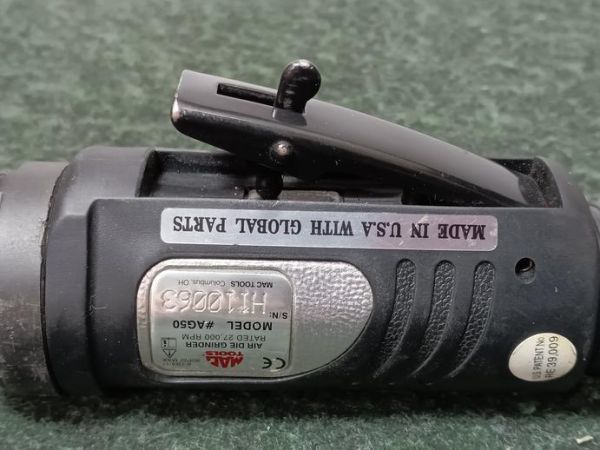 MADE IN U.S.A WITH GLOBAL PARTS
MAC
TOOLS
CE
AIR DIE GRINDER
RATED 27,000 RPM
MODEL #AG50
S/N:
HI10063
MAC TOOLS Columbus, OH.
US PATENT No
RE 39,009